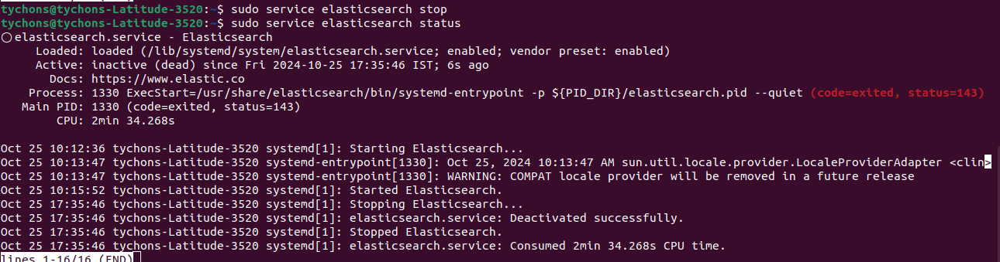 tychons@tychons-Latitude-3520:~$ sudo service elasticsearch stop
tychons@tychons-Latitude-3520:~$ sudo service elasticsearch status
○ elasticsearch.service - Elasticsearch
     Loaded: loaded (/lib/systemd/system/elasticsearch.service; enabled; vendor preset: enabled)
     Active: inactive (dead) since Fri 2024-10-25 17:35:46 IST; 6s ago
       Docs: https://www.elastic.co
    Process: 1330 ExecStart=/usr/share/elasticsearch/bin/systemd-entrypoint -p ${PID_DIR}/elasticsearch.pid --quiet (code=exited, status=143)
   Main PID: 1330 (code=exited, status=143)
        CPU: 2min 34.268s
Oct 25 10:12:36 tychons-Latitude-3520 systemd[1]: Starting Elasticsearch...
Oct 25 10:13:47 tychons-Latitude-3520 systemd-entrypoint[1330]: Oct 25, 2024 10:13:47 AM sun.util.locale.provider.LocaleProviderAdapter <clin>
Oct 25 10:13:47 tychons-Latitude-3520 systemd-entrypoint[1330]: WARNING: COMPAT locale provider will be removed in a future release
Oct 25 10:15:52 tychons-Latitude-3520 systemd[1]: Started Elasticsearch.
Oct 25 17:35:46 tychons-Latitude-3520 systemd[1]: Stopping Elasticsearch...
Oct 25 17:35:46 tychons-Latitude-3520 systemd[1]: elasticsearch.service: Deactivated successfully.
Oct 25 17:35:46 tychons-Latitude-3520 systemd[1]: Stopped Elasticsearch.
Oct 25 17:35:46 tychons-Latitude-3520 systemd[1]: elasticsearch.service: Consumed 2min 34.268s CPU time.
lines 1-16/16 (END)